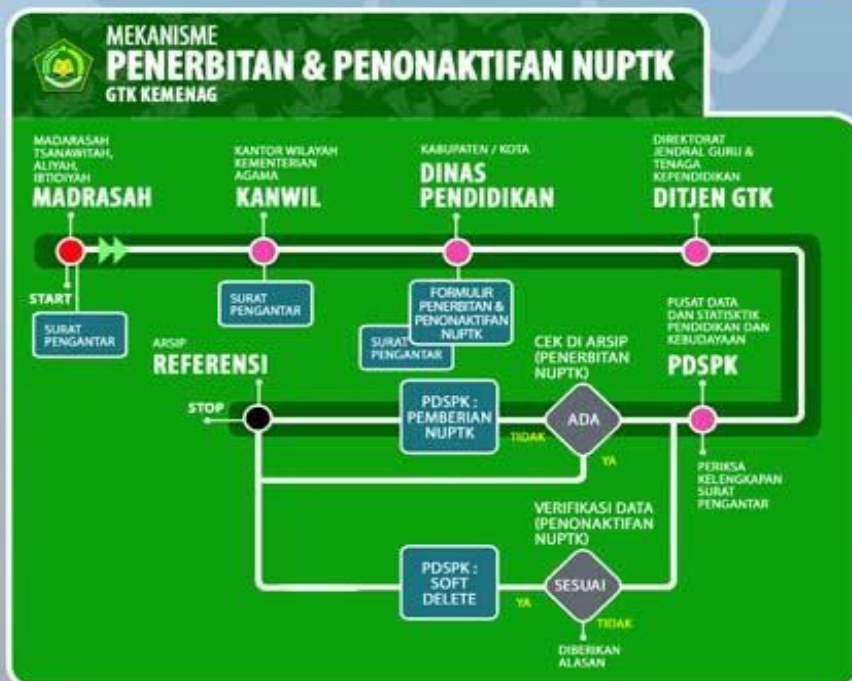 MEKANISME
PENERBITAN & PENONAKTIFAN NUPTK
GTK KEMENAG
MADARASAH
TSANAWITAH,
ALIYAH,
IBTIDIYAH
MADRASAH
KANTOR WILAYAH
KEMENTERIAN
AGAMA
KANWIL
KABUPATEN / KOTA
DINAS
PENDIDIKAN
DIREKTORAT
JENDRAL GURU &
TENAGA
KEPENDIDIKAN
DITJEN GTK
START
SURAT
PENGANTAR
SURAT
PENGANTAR
FORMULIR
PENERBITAN &
PENONAKTIFAN
NUPTK
SURAT
PENGANTAR
PUSAT DATA
DAN STATISKTIK
PENDIDIKAN DAN
KEBUDAYAAN
PDSPK
ARSIP
REFERENSI
CEK DI ARSIP
(PENERBITAN
NUPTK)
STOP
PDSPK :
PEMBERIAN
NUPTK
TIDAK
ADA
YA
PERIKSA
KELENGKAPAN
SURAT
PENGANTAR
VERIFIKASI DATA
(PENONAKTIFAN
NUPTK)
PDSPK :
SOFT
DELETE
YA
SESUAI
TIDAK
DIBERIKAN
ALASAN